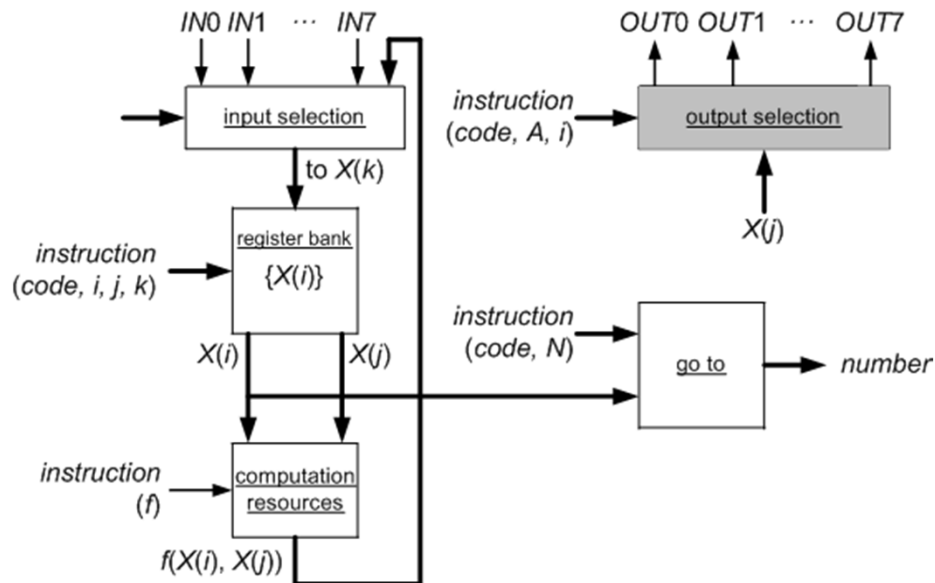 IN0 IN1 ... IN7
input selection
to X(k)
instruction
(code, i, j, k)
register bank
{X(i)}
X(i)
X(j)
instruction
(f)
computation
resources
f(X(i), X(j))
OUT0 OUT1 ... OUT7
instruction
(code, A, i)
output selection
X(j)
instruction
(code, N)
go to
number